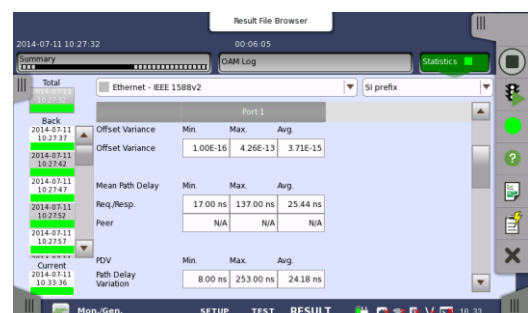 Result File Browser
2014-07-11 10:27:32 00:06:05
Summary OAM Log Statistics
Total
2014-07-11
10:27:32
Ethernet - IEEE 1588v2 SI prefix
Port 1
Back
2014-07-11
10:27:37
2014-07-11
10:27:42
2014-07-11
10:27:47
2014-07-11
10:27:52
2014-07-11
10:27:57
Current
2014-07-11
10:33:36
Offset Variance Min. Max. Avg.
Offset Variance 1.00E-16 4.26E-13 3.71E-15
Mean Path Delay Min. Max. Avg.
Req./Resp. 17.00 ns 137.00 ns 25.44 ns
Peer N/A N/A N/A
PDV Min. Max. Avg.
Path Delay
Variation 8.00 ns 253.00 ns 24.18 ns
Mon./Gen. SETUP TEST RESULT 10:33